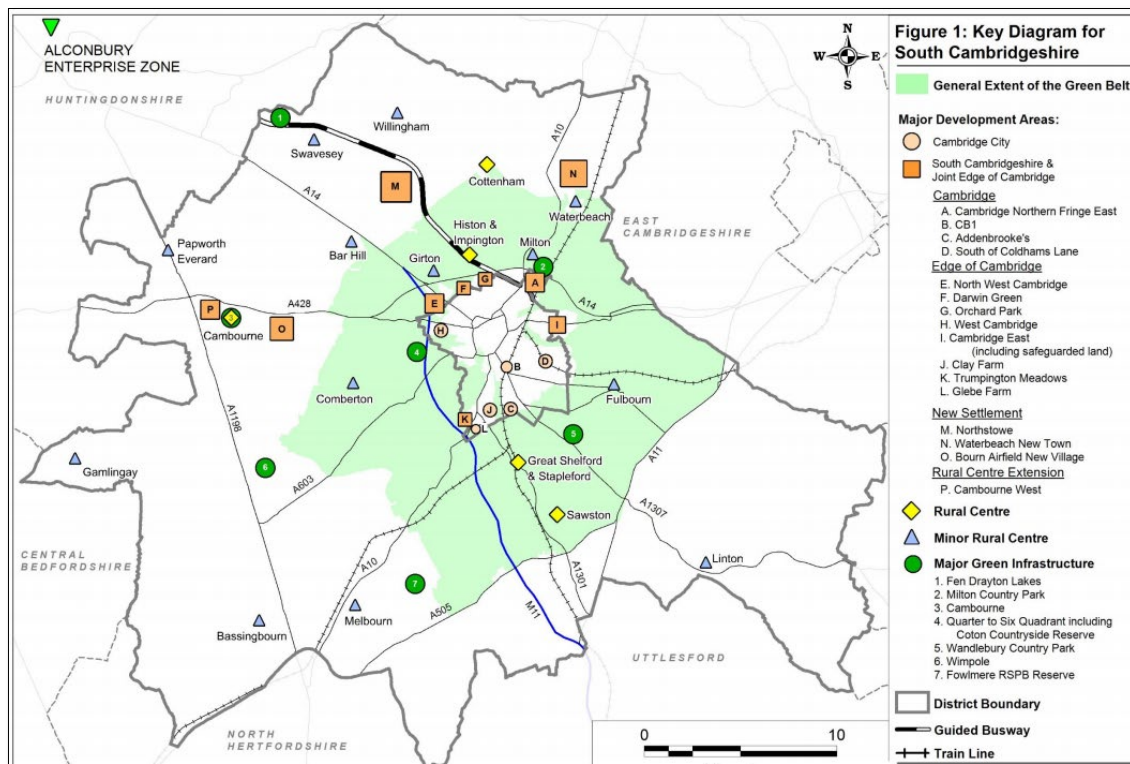 ALCONBURY
ENTERPRISE ZONE
HUNTINGDONSHIRE
1
Willingham
Swavesey
A10
N
W E
S
A14
M
Cottenham
N
Waterbeach
EAST
CAMBRIDGESHIRE
Histon &
Impington
Milton
Papworth
Everard
Bar Hill
Girton
2
F
G
A
A14
P
A428
E
3
Cambourne
O
H
I
4
B
D
Comberton
Fulbourn
A1198
K
J
C
L
5
Gamlingay
6
A603
Great Shelford
& Stapleford
A11
Sawston
A1307
CENTRAL
BEDFORDSHIRE
A10
Linton
7
A1301
Melbourn
A505
M11
Bassingbourn
UTTLESFORD
NORTH
HERTFORDSHIRE
0 10
Figure 1: Key Diagram for
South Cambridgeshire
General Extent of the Green Belt
Major Development Areas:
Cambridge City
South Cambridgeshire &
Joint Edge of Cambridge
Cambridge
A. Cambridge Northern Fringe East
B. CB1
C. Addenbrooke's
D. South of Coldhams Lane
Edge of Cambridge
E. North West Cambridge
F. Darwin Green
G. Orchard Park
H. West Cambridge
I. Cambridge East
(including safeguarded land)
J. Clay Farm
K. Trumpington Meadows
L. Glebe Farm
New Settlement
M. Northstowe
N. Waterbeach New Town
O. Bourn Airfield New Village
Rural Centre Extension
P. Cambourne West
Rural Centre
Minor Rural Centre
Major Green Infrastructure
1. Fen Drayton Lakes
2. Milton Country Park
3. Cambourne
4. Quarter to Six Quadrant including
Coton Countryside Reserve
5. Wandlebury Country Park
6. Wimpole
7. Fowlmere RSPB Reserve
District Boundary
Guided Busway
Train Line